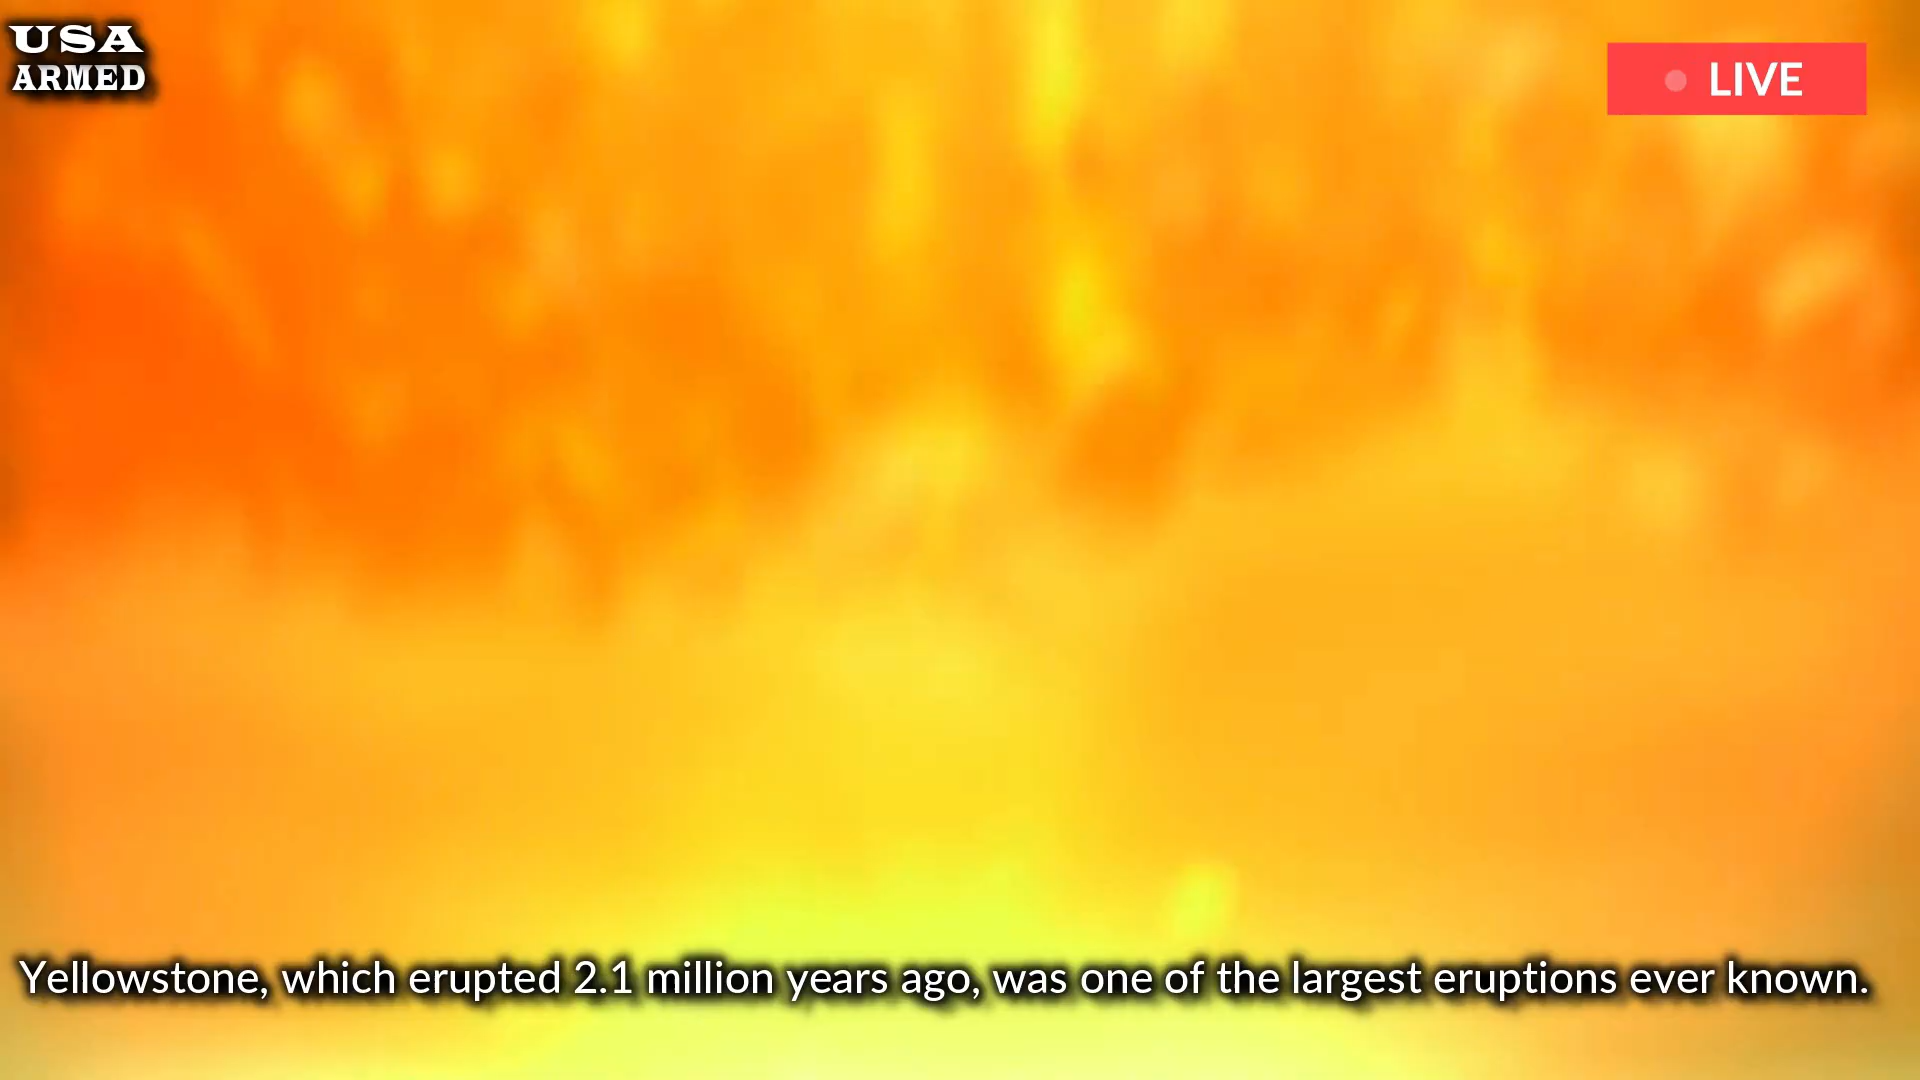 USA
ARMED
LIVE
Yellowstone, which erupted 2.1 million years ago, was one of the largest eruptions ever known.